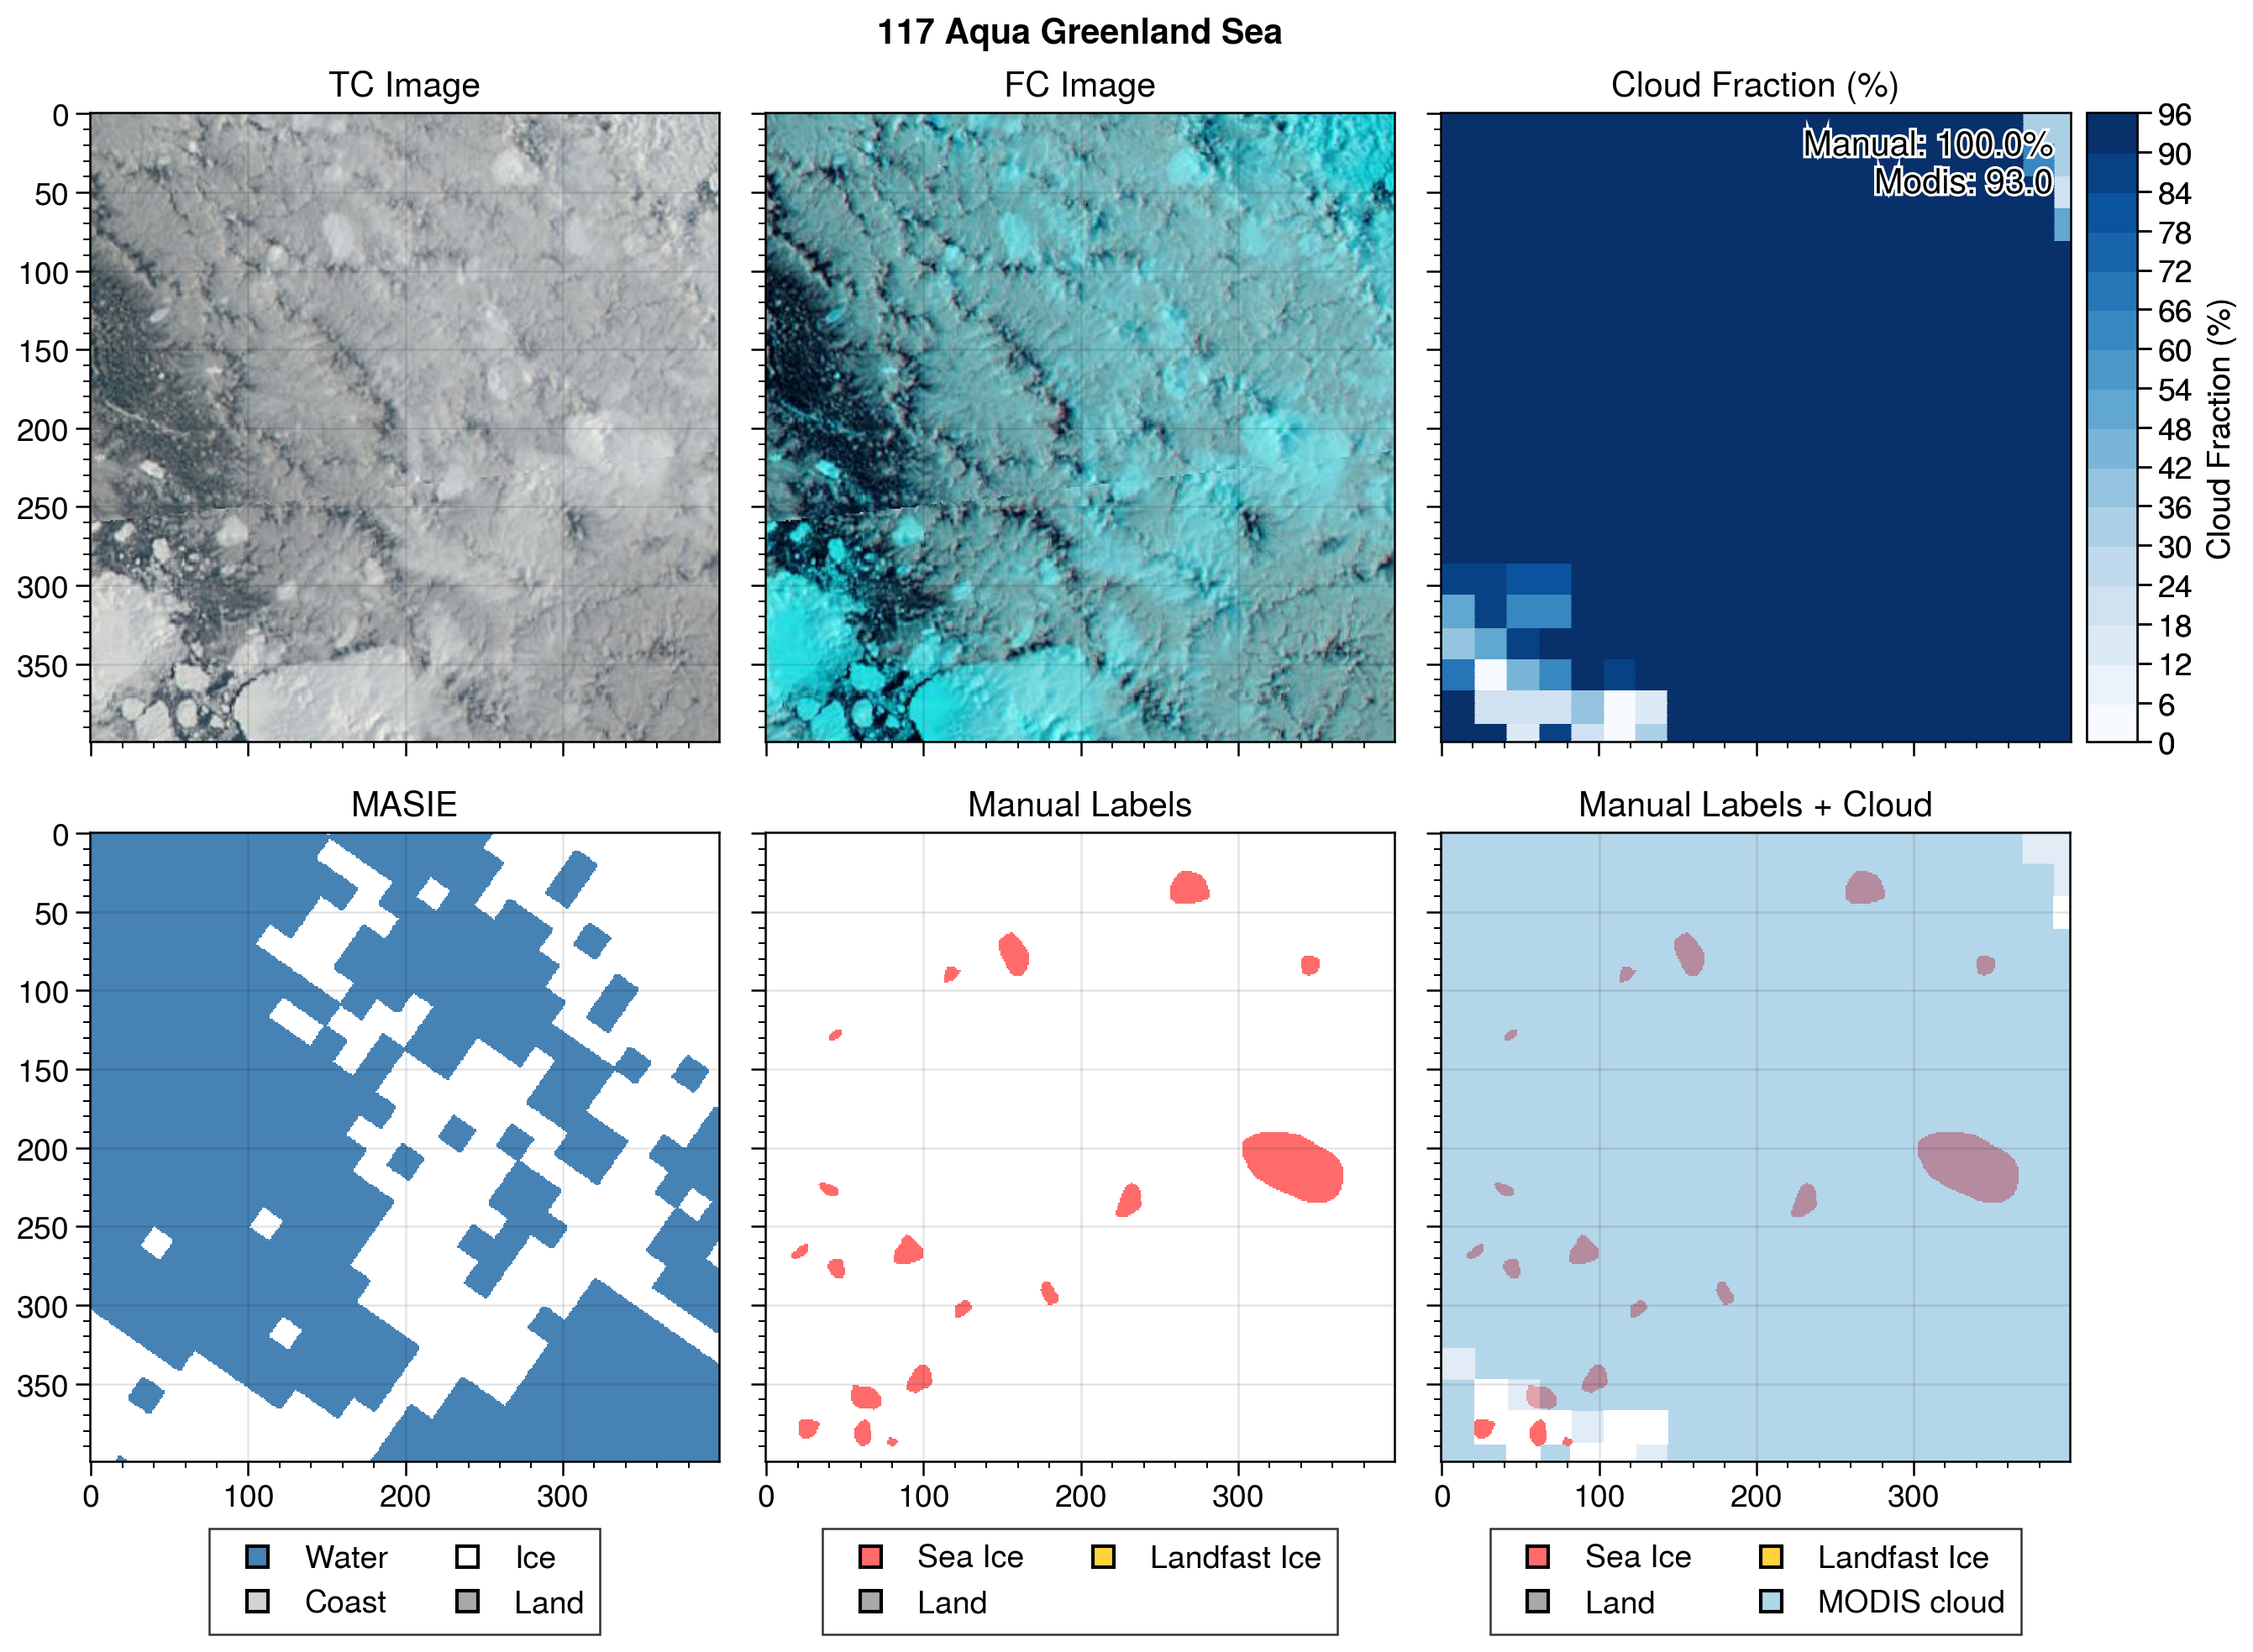 117 Aqua Greenland Sea
TC Image
FC Image
Cloud Fraction (%)
0
50
100
150
200
250
300
350
Manual: 100.0%
Modis: 93.0
96
90
84
78
72
66
60
54
48
42
36
30
24
18
12
6
0
Cloud Fraction (%)
MASIE
Manual Labels
Manual Labels + Cloud
0
50
100
150
200
250
300
350
0 100 200 300
0 100 200 300
0 100 200 300
Water Ice
Coast Land
Sea Ice Landfast Ice
Land
Sea Ice Landfast Ice
Land MODIS cloud